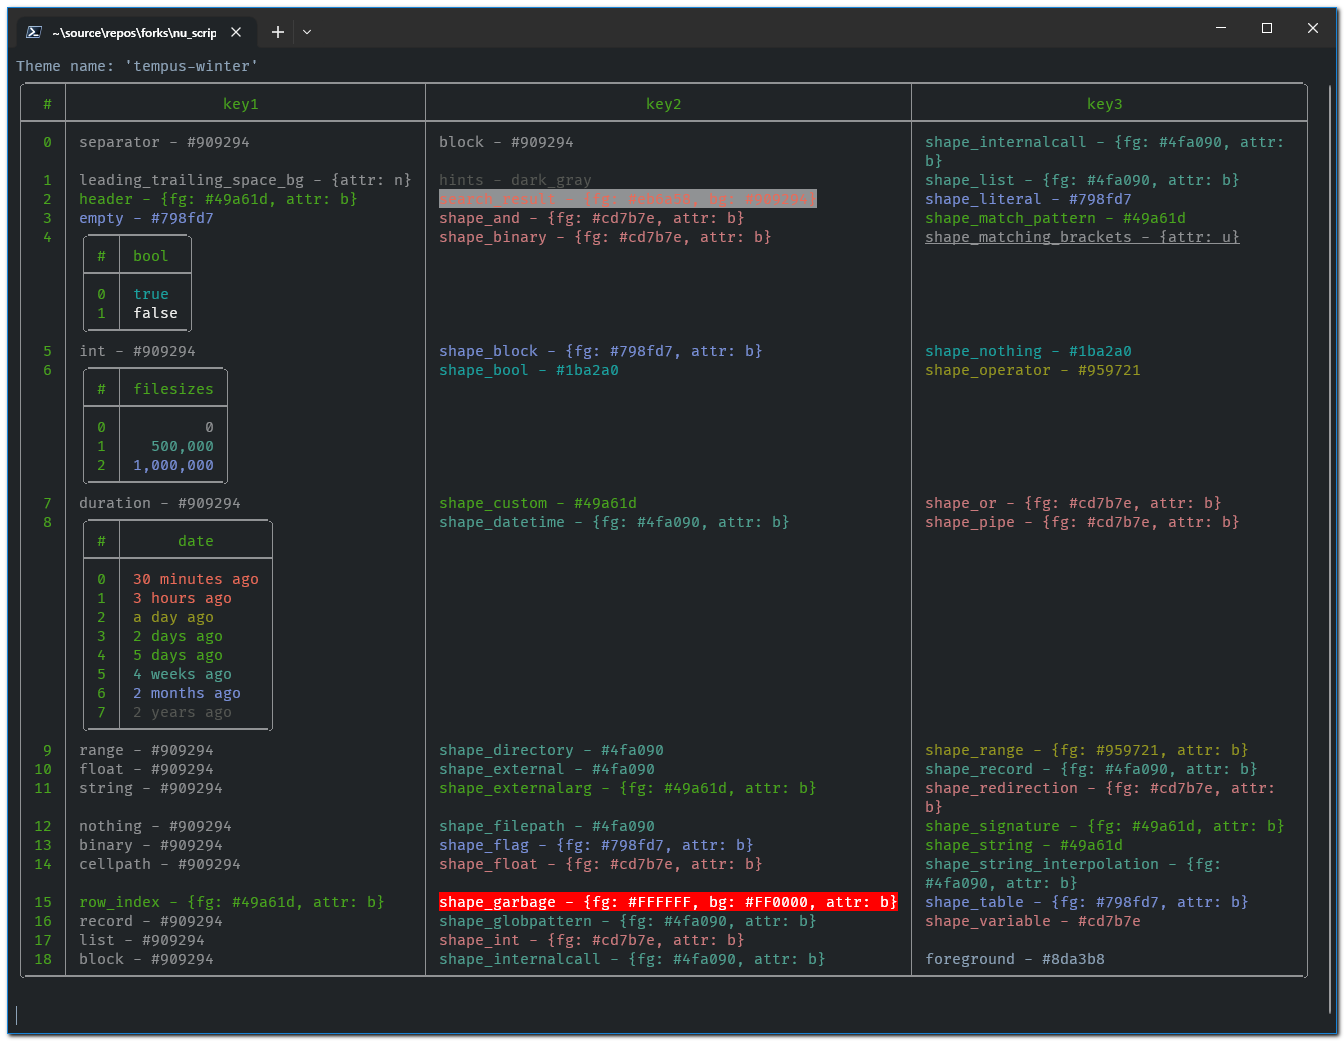 ~\source\repos\forks\nu_scrip
Theme name: 'tempus-winter'
# key1 key2 key3
0 separator - #909294 block - #909294 shape_internalcall - {fg: #4fa090, attr:
b}
1 leading_trailing_space_bg - {attr: n} hints - dark_gray shape_list - {fg: #4fa090, attr: b}
2 header - {fg: #49a61d, attr: b} search_result - {fg: bg: #909294} shape_literal - #798fd7
3 empty - #798fd7 shape_and - {fg: #cd7b7e, attr: b} shape_match_pattern - #49a61d
4 shape_binary - {fg: #cd7b7e, attr: b} shape_matching_brackets - {attr: u}
# bool
0 true
1 false
5 int - #909294 shape_block - {fg: #798fd7, attr: b} shape_nothing - #1ba2a0
6 shape_bool - #1ba2a0 shape_operator - #959721
# filesizes
0 0
1 500,000
2 1,000,000
7 duration - #909294 shape_custom - #49a61d shape_or - {fg: #cd7b7e, attr: b}
8 shape_datetime - {fg: #4fa090, attr: b} shape_pipe - {fg: #cd7b7e, attr: b}
# date
0 30 minutes ago
1 3 hours ago
2 a day ago
3 2 days ago
4 5 days ago
5 4 weeks ago
6 2 months ago
7 2 years ago
9 range - #909294 shape_directory - #4fa090 shape_range - {fg: #959721, attr: b}
10 float - #909294 shape_external - #4fa090 shape_record - {fg: #4fa090, attr: b}
11 string - #909294 shape_externalarg - {fg: #49a61d, attr: b} shape_redirection - {fg: #cd7b7e, attr:
b}
12 nothing - #909294 shape_filepath - #4fa090 shape_signature - {fg: #49a61d, attr: b}
13 binary - #909294 shape_flag - {fg: #798fd7, attr: b} shape_string - #49a61d
14 cellpath - #909294 shape_float - {fg: #cd7b7e, attr: b} shape_string_interpolation - {fg:
#4fa090, attr: b}
15 row_index - {fg: #49a61d, attr: b} shape_garbage - {fg: #FFFFFF, bg: #FF0000, attr: b} shape_table - {fg: #798fd7, attr: b}
16 record - #909294 shape_globpattern - {fg: #4fa090, attr: b} shape_variable - #cd7b7e
17 list - #909294 shape_int - {fg: #cd7b7e, attr: b}
18 block - #909294 shape_internalcall - {fg: #4fa090, attr: b} foreground - #8da3b8